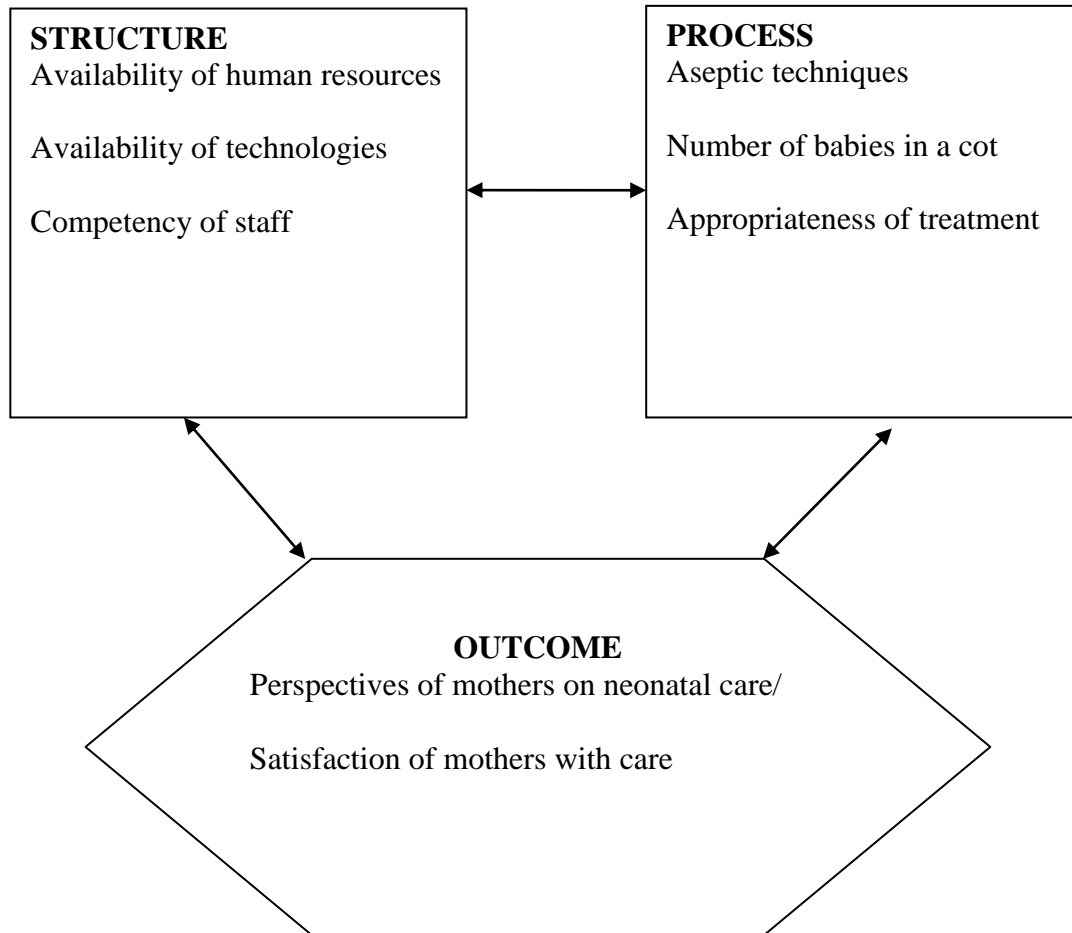 STRUCTURE
Availability of human resources
Availability of technologies
Competency of staff
PROCESS
Aseptic techniques
Number of babies in a cot
Appropriateness of treatment
OUTCOME
Perspectives of mothers on neonatal care/
Satisfaction of mothers with care